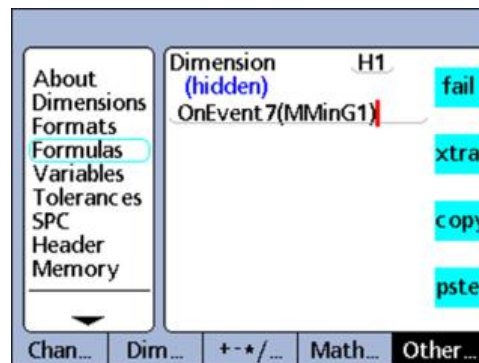 About
Dimensions
Formats
Formulas
Variables
Tolerances
SPC
Header
Memory
Dimension H1
(hidden)
OnEvent7(MMinG1)
fail
xtra
copy
pste
Chan... Dim... +-*/... Math... Other...